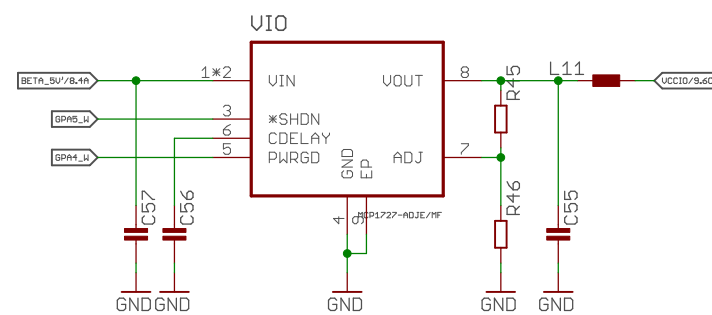 VIO
BETA_5V'/8.4A
1*2
VIN
VOUT
8
R45
L11
VCCIO/9.6C
GPA5_W
3
*SHDN
6
CDELAY
GPA4_W
5
PWRGD
GND
EP
ADJ
7
C57
C56
4
9
MCP1727-ADJE/MF
R46
C55
GND
GND
GND
GND
GND